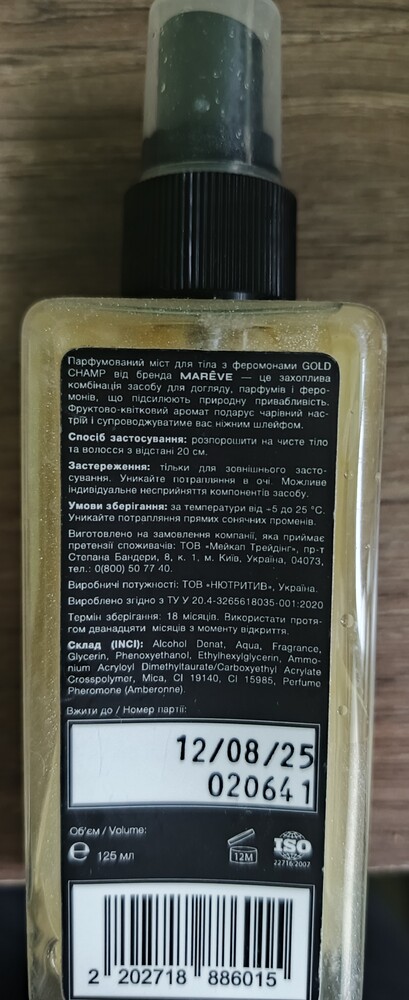 Парфумований міст для тіла з феромонами GOLD
CHAMP від бренда MARÊVE — це захоплива
комбінація засобу для догляду, парфумів і феро-
монів, що підсилюють природну привабливість.
Фруктово-квітковий аромат подарує чарівний нас-
трій і супроводжуватиме вас ніжним шлейфом.
Спосіб застосування: розпорошити на чисте тіло
та волосся з відстані 20 см.
Застереження: тільки для зовнішнього засто-
сування. Уникайте потрапляння в очі. Можливе
індивідуальне несприйняття компонентів засобу.
Умови зберігання: за температури від +5 до 25 °C.
Уникайте потрапляння прямих сонячних променів.
Виготовлено на замовлення компанії, яка приймає
претензії споживачів: ТОВ «Мейкап Трейдінг», пр-т
Степана Бандери, 8, к. 1, м. Київ, Україна, 04073,
тел.: 0(800) 50 77 40.
Виробничі потужності: ТОВ «НЮТРИТИВ», Україна.
Вироблено згідно з ТУ У 20.4-3265618035-001:2020
Термін зберігання: 18 місяців. Використати протя-
гом дванадцяти місяців з моменту відкриття.
Склад (INCI): Alcohol Denat, Aqua, Fragrance,
Glycerin, Phenoxyethanol, Ethylhexylglycerin, Ammo-
nium Acryloyl Dimethyltaurate/Carboxyethyl Acrylate
Crosspolymer, Mica, CI 19140, CI 15985, Perfume
Pheromone (Amberonne).
Вжити до / Номер партії:
12/08/25
020641
Об'єм / Volume:
e 125 мл
12M
ISO
22716:2007
2 202718 886015